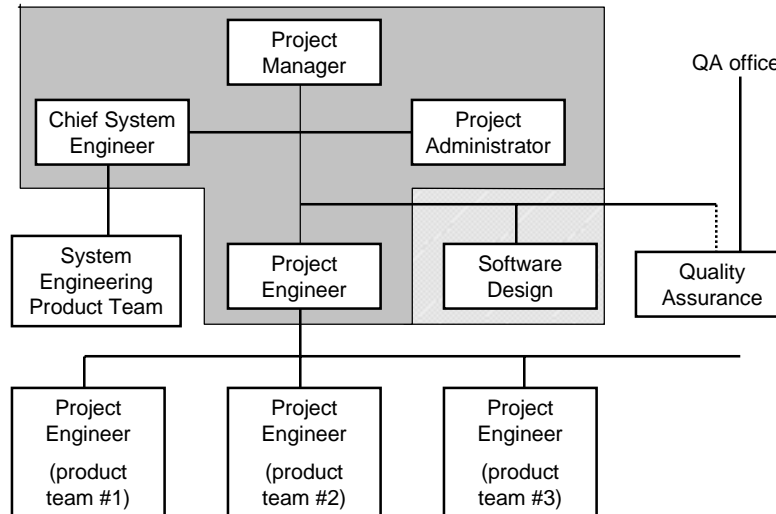 Project
Manager
QA office
Chief System
Engineer
Project
Administrator
System
Engineering
Product Team
Project
Engineer
Software
Design
Quality
Assurance
Project
Engineer
(product
team #1)
Project
Engineer
(product
team #2)
Project
Engineer
(product
team #3)